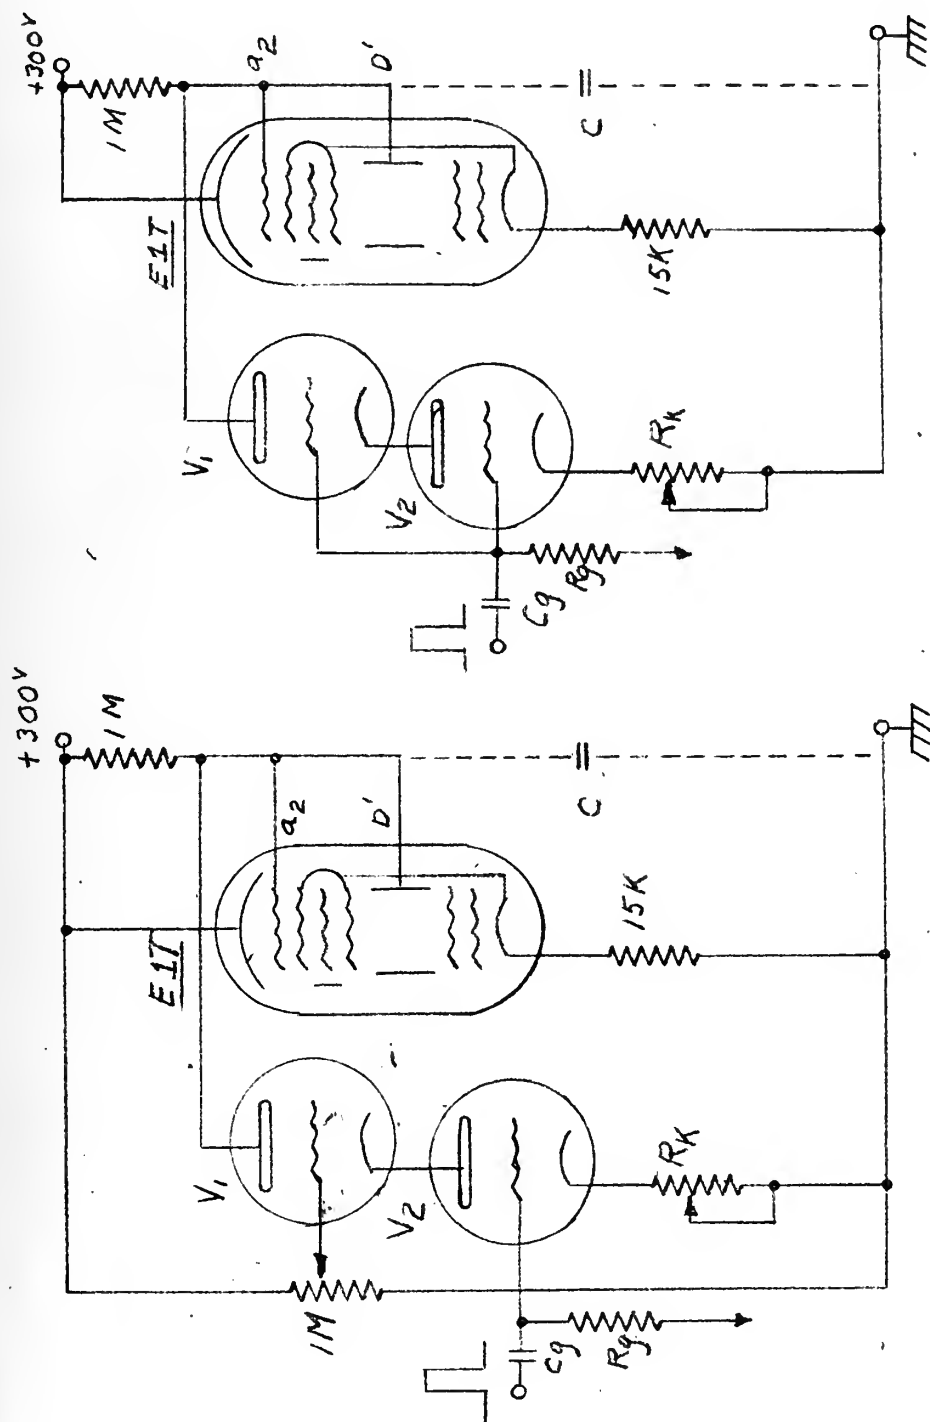 +300V
1M
a2
D'
E1T
C
15K
V1
V2
RK
Cg
Rg
+300V
1M
a2
D'
E1T
C
15K
V1
V2
RK
1M
Cg
Rg